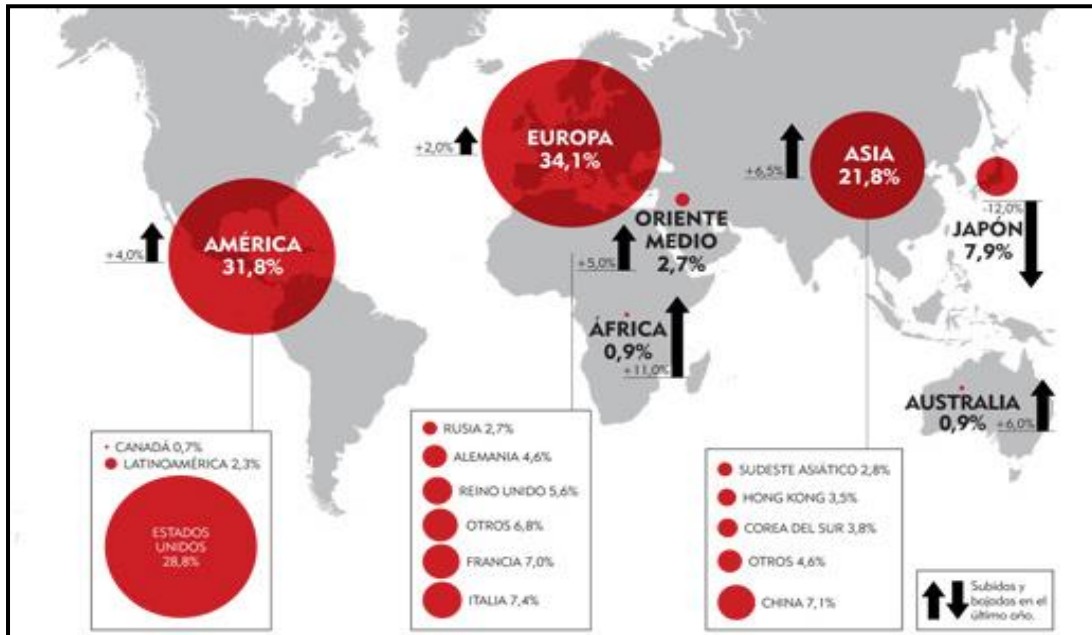 +2,0%
EUROPA
34,1%
+6,5%
ASIA
21,8%
-12,0%
JAPÓN
7,9%
ORIENTE
MEDIO
2,7%
+5,0%
+4,0%
AMÉRICA
31,8%
ÁFRICA
0,9%
+11,0%
AUSTRALIA
0,9%
+6,0%
CANADÁ 0,7%
LATINOAMÉRICA 2,3%
ESTADOS
UNIDOS
28,8%
RUSIA 2,7%
ALEMANIA 4,6%
REINO UNIDO 5,6%
OTROS 6,8%
FRANCIA 7,0%
ITALIA 7,4%
SUDESTE ASIÁTICO 2,8%
HONG KONG 3,5%
COREA DEL SUR 3,8%
OTROS 4,6%
CHINA 7,1%
Subidas y
bajadas en el
último año.